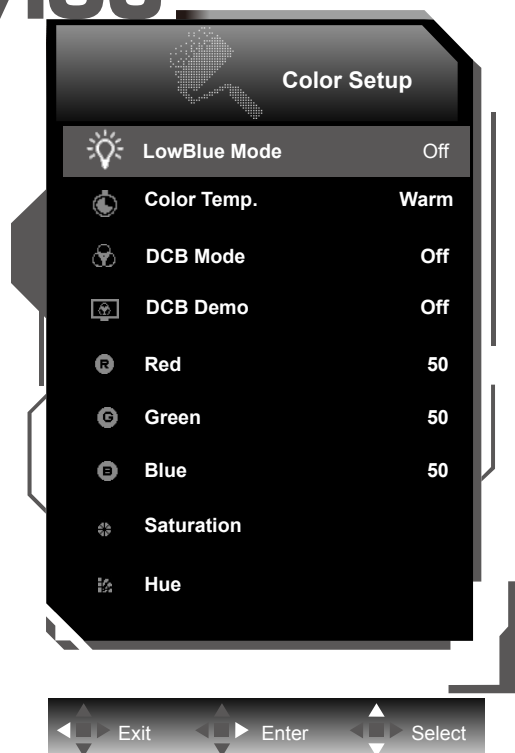 Color Setup
LowBlue Mode Off
Color Temp. Warm
DCB Mode Off
DCB Demo Off
R Red 50
G Green 50
B Blue 50
Saturation
Hue
Exit Enter Select